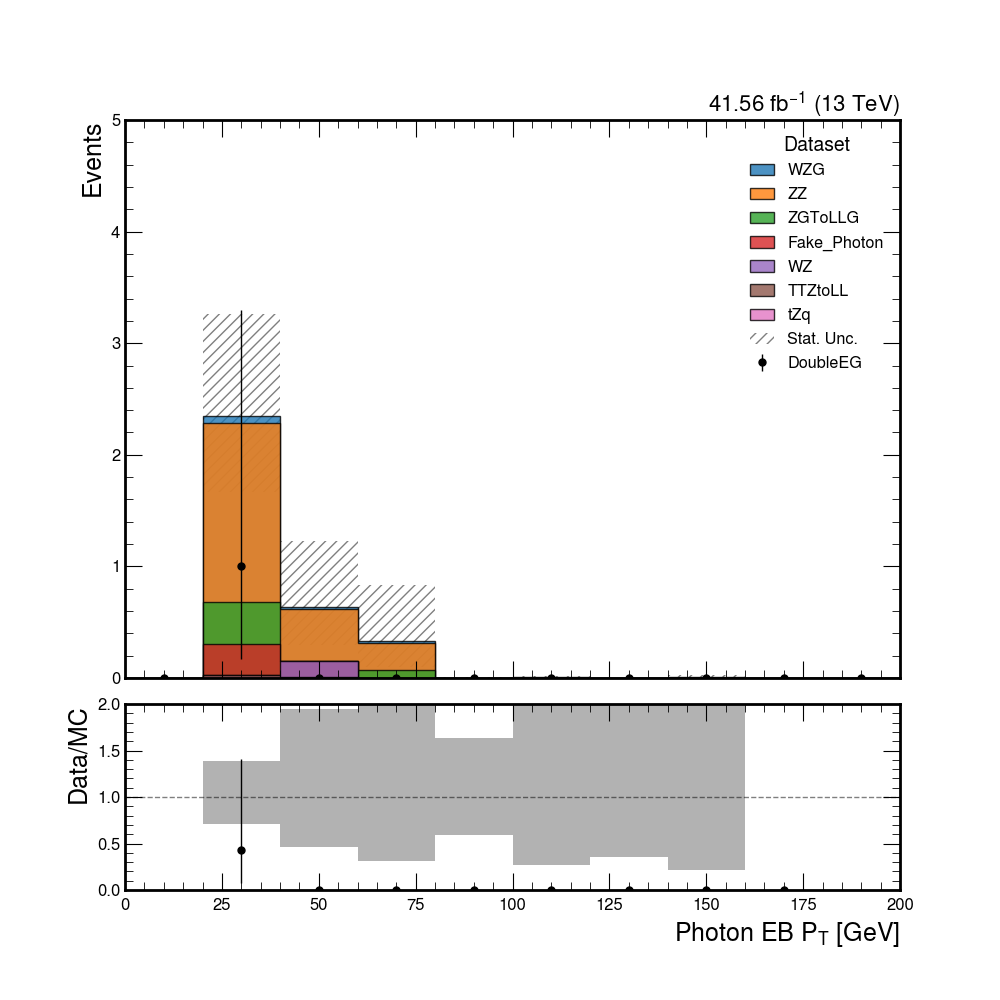 41.56 fb⁻¹ (13 TeV)
Events
5
4
3
2
1
0
Dataset
WZG
ZZ
ZGToLLG
Fake_Photon
WZ
TTZtoLL
tZq
Stat. Unc.
DoubleEG
Data/MC
2.0
1.5
1.0
0.5
0.0
0 25 50 75 100 125 150 175 200
Photon EB P_T [GeV]